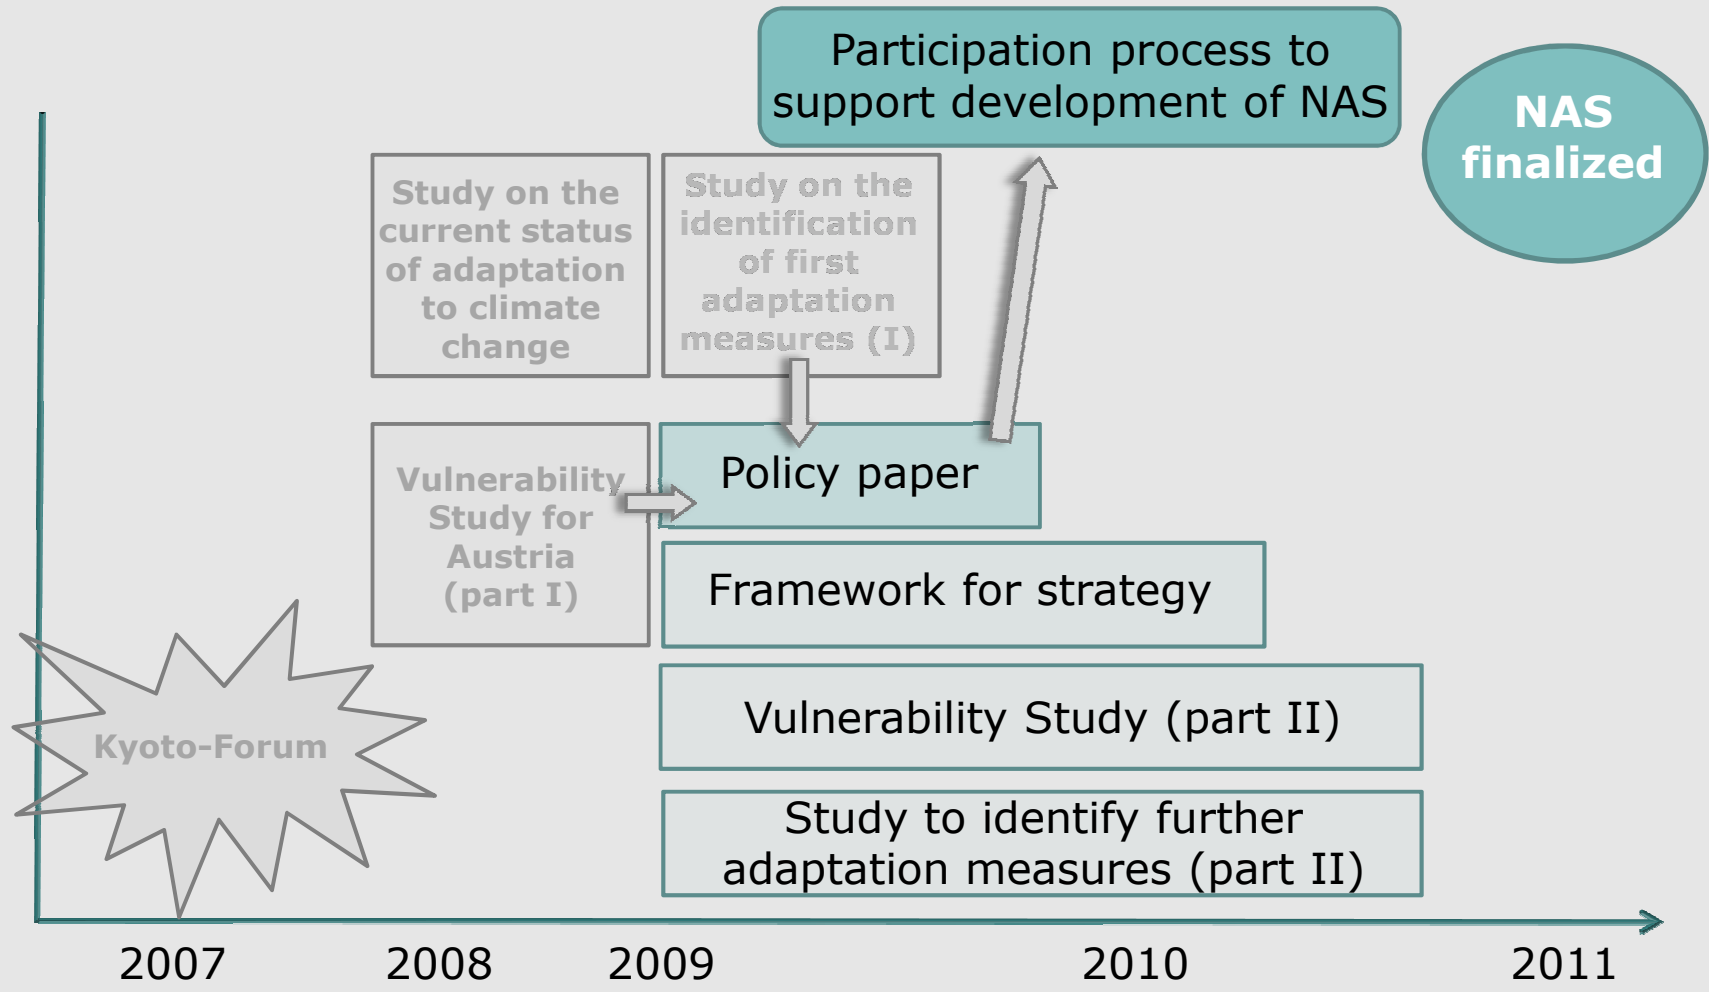 Participation process to
support development of NAS
NAS
finalized
Study on the
current status
of adaptation
to climate
change
Study on the
identification
of first
adaptation
measures (I)
Vulnerability
Study for
Austria
(part I)
Policy paper
Framework for strategy
Kyoto-Forum
Vulnerability Study (part II)
Study to identify further
adaptation measures (part II)
2007
2008
2009
2010
2011